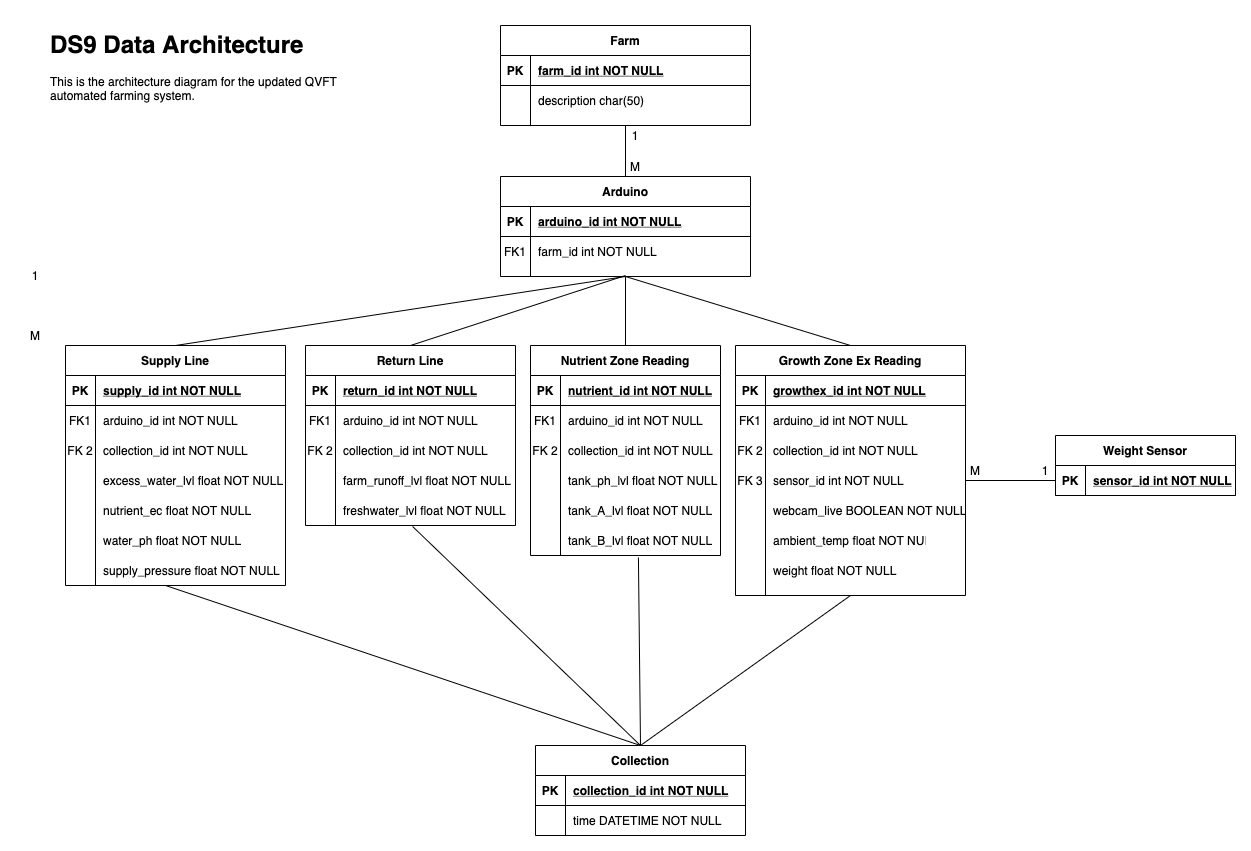 DS9 Data Architecture
This is the architecture diagram for the updated QVFT
automated farming system.
Farm
PK farm_id int NOT NULL
description char(50)
1
M
Arduino
PK arduino_id int NOT NULL
FK1 farm_id int NOT NULL
1
M
Supply Line
PK supply_id int NOT NULL
FK1 arduino_id int NOT NULL
FK 2 collection_id int NOT NULL
excess_water_lvl float NOT NULL
nutrient_ec float NOT NULL
water_ph float NOT NULL
supply_pressure float NOT NULL
Return Line
PK return_id int NOT NULL
FK1 arduino_id int NOT NULL
FK 2 collection_id int NOT NULL
farm_runoff_lvl float NOT NULL
freshwater_lvl float NOT NULL
Nutrient Zone Reading
PK nutrient_id int NOT NULL
FK1 arduino_id int NOT NULL
FK 2 collection_id int NOT NULL
tank_ph_lvl float NOT NULL
tank_A_lvl float NOT NULL
tank_B_lvl float NOT NULL
Growth Zone Ex Reading
PK growthex_id int NOT NULL
FK1 arduino_id int NOT NULL
FK 2 collection_id int NOT NULL
FK 3 sensor_id int NOT NULL
webcam_live BOOLEAN NOT NULL
ambient_temp float NOT NU
weight float NOT NULL
M
1
Weight Sensor
PK sensor_id int NOT NULL
Collection
PK collection_id int NOT NULL
time DATETIME NOT NULL